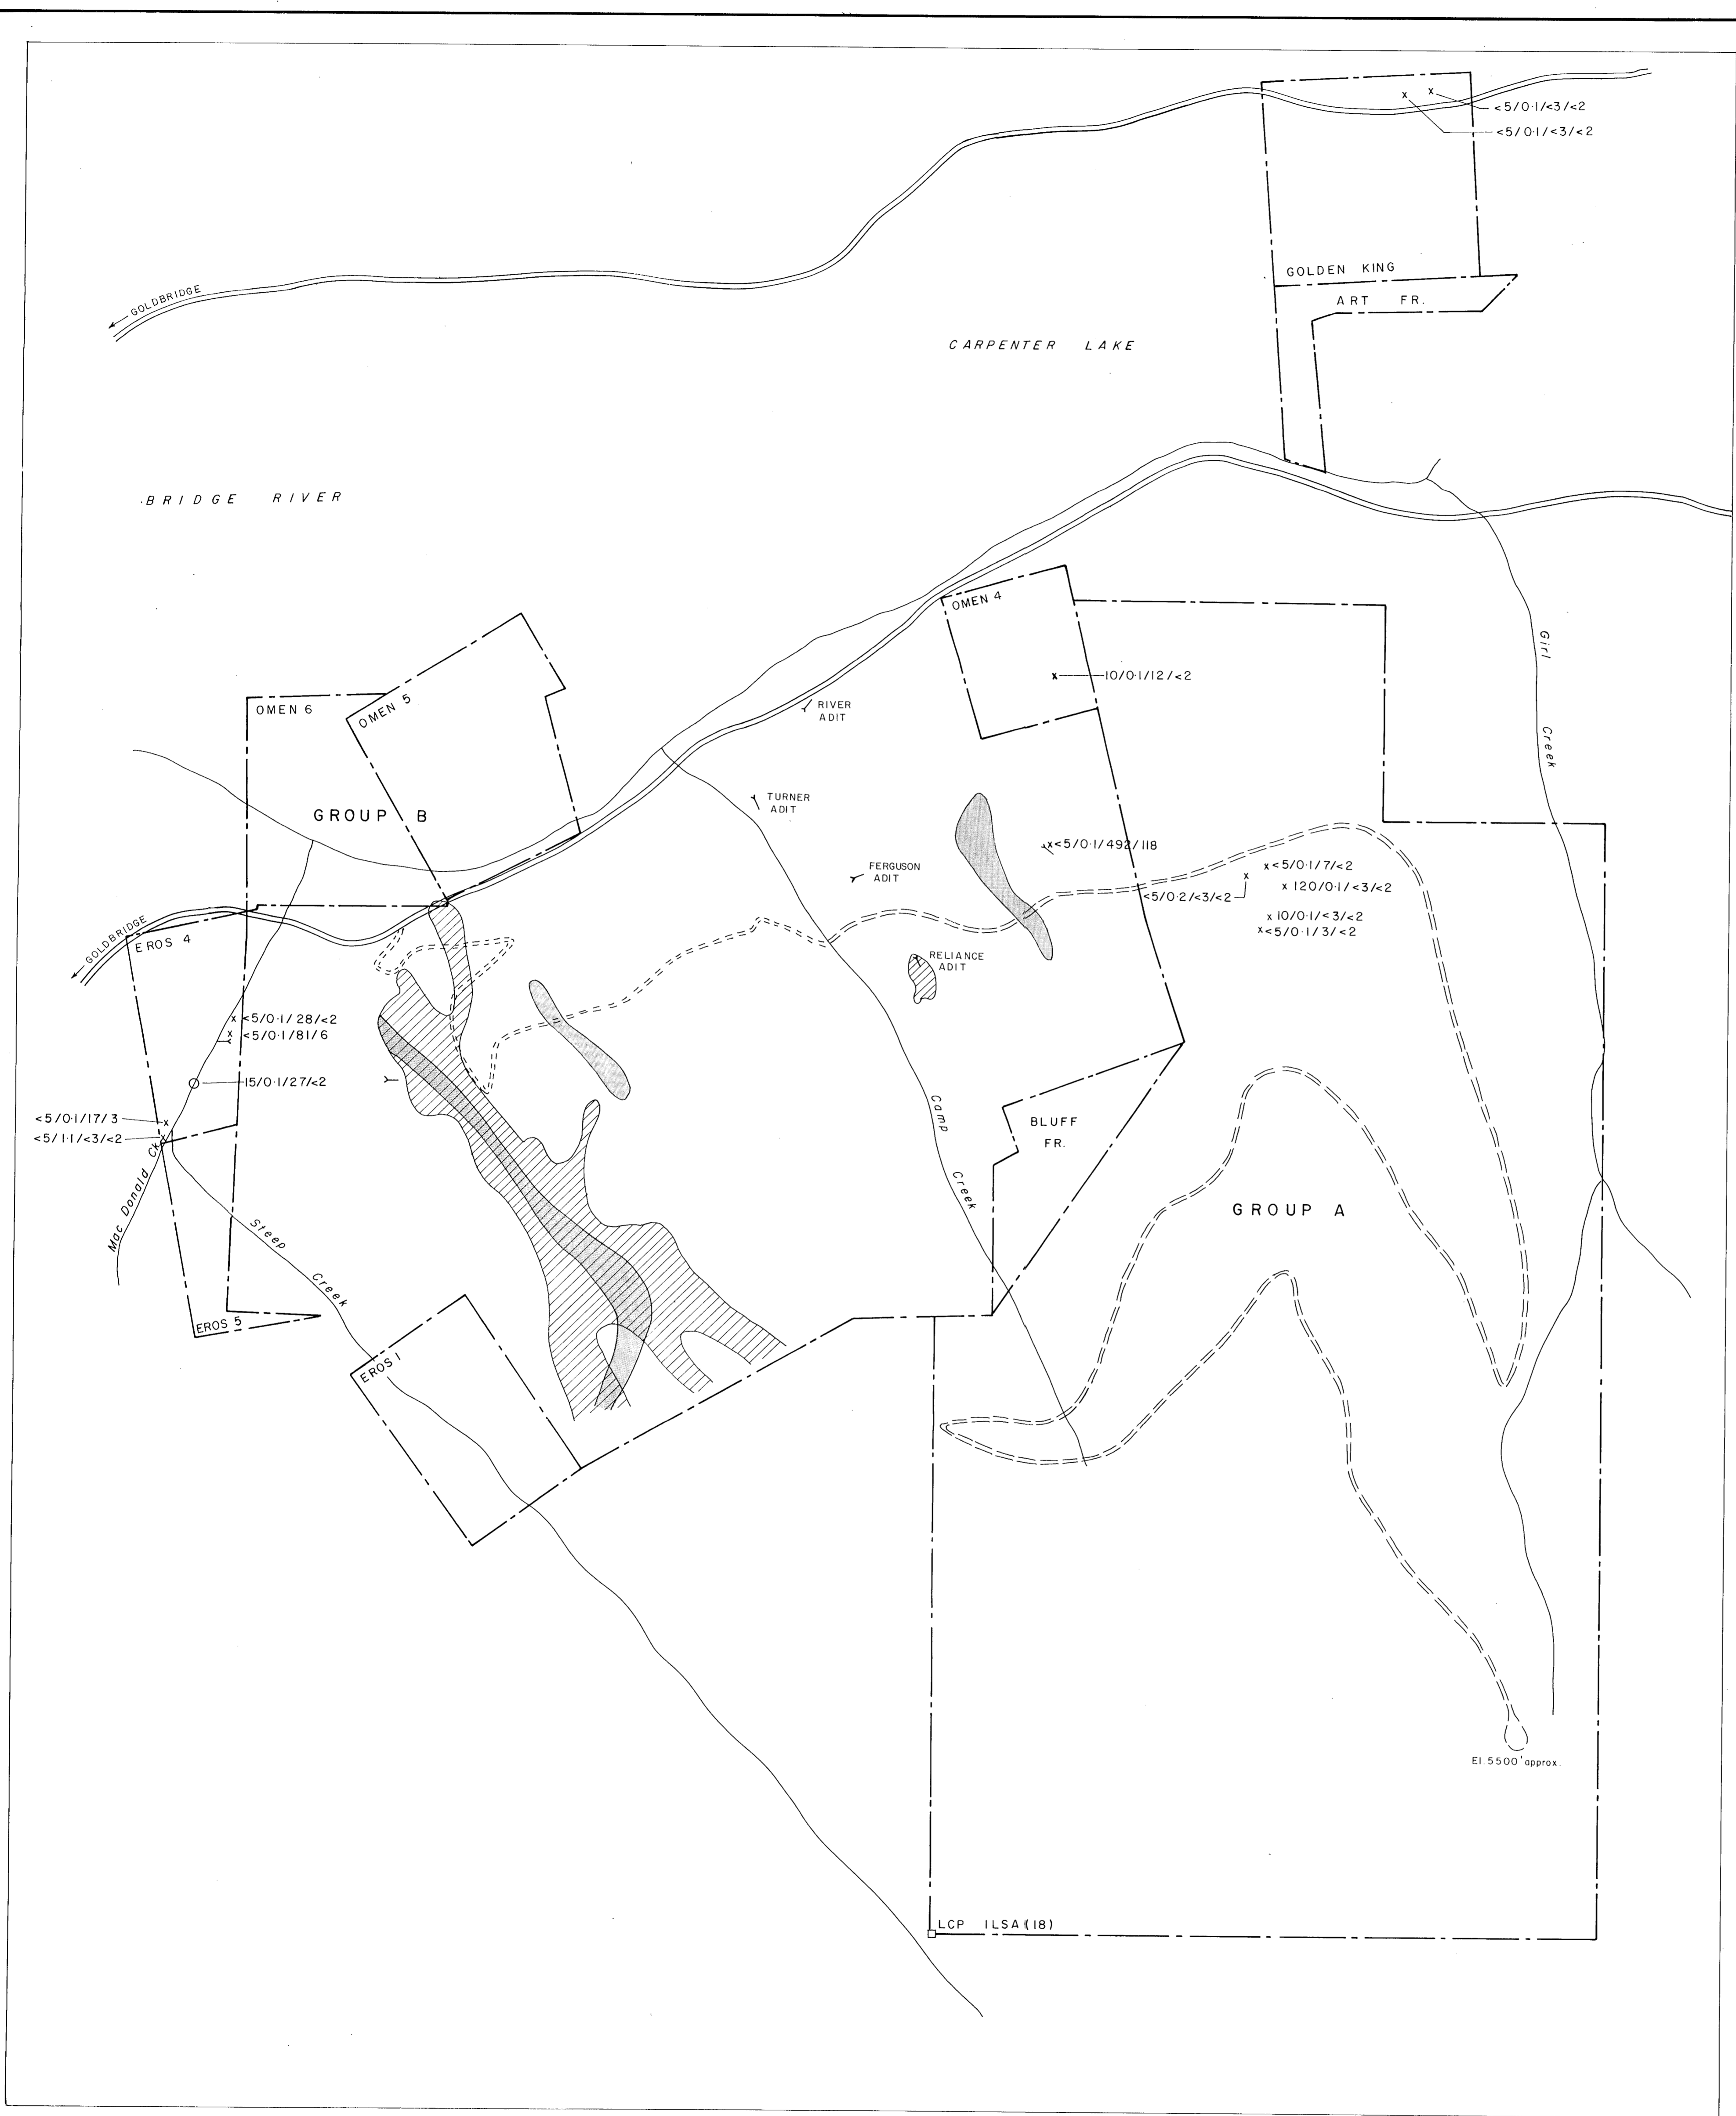 <5/0·1/<3/<2
<5/0·1/<3/<2
GOLDEN KING
ART FR.
GOLDBRIDGE
CARPENTER LAKE
BRIDGE RIVER
OMEN 4
10/0·1/12/<2
Girl Creek
OMEN 6
OMEN 5
RIVER
ADIT
GROUP B
TURNER
ADIT
<5/0·1/492/118
FERGUSON
ADIT
<5/0·1/7/<2
120/0·1/<3/<2
<5/0·2/<3/<2
10/0·1/<3/<2
<5/0·1/3/<2
GOLDBRIDGE
EROS 4
RELIANCE
ADIT
<5/0·1/28/<2
<5/0·1/81/6
15/0·1/27/<2
<5/0·1/17/3
<5/1·1/<3/<2
Mac Donald Ck
Camp Creek
BLUFF
FR.
GROUP A
Steep Creek
EROS 5
EROS 1
El. 5500' approx.
LCP ILSA (18)